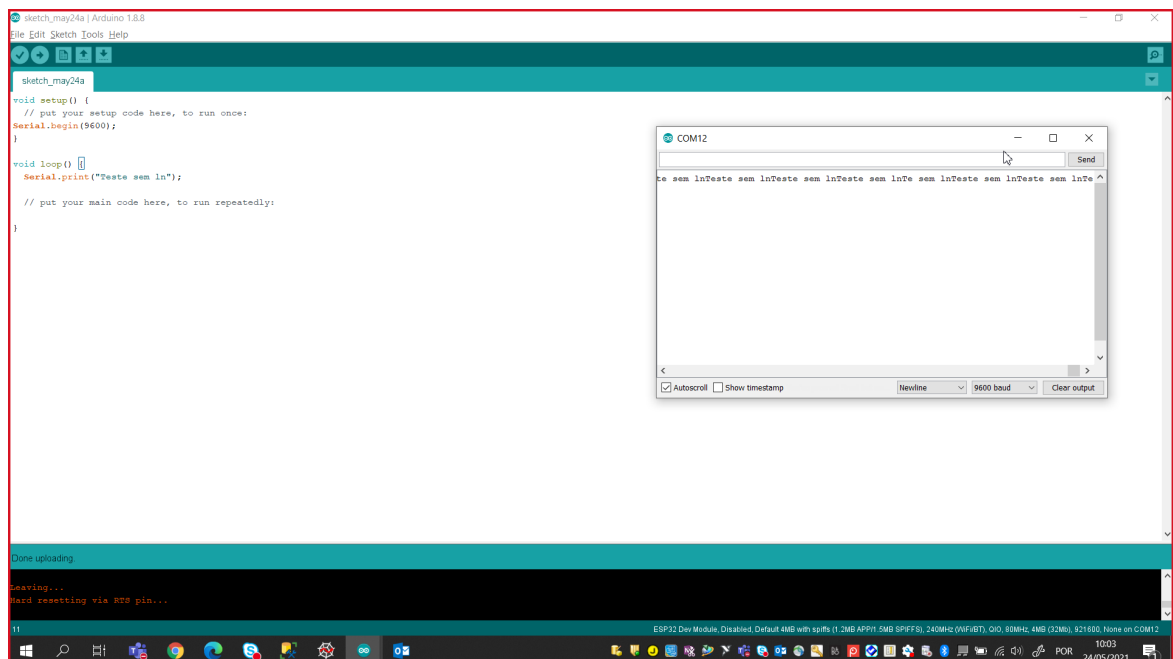 sketch_may24a | Arduino 1.8.8
File Edit Sketch Tools Help
sketch_may24a
void setup() {
// put your setup code here, to run once:
Serial.begin(9600);
}
void loop() {
Serial.print("Teste sem ln");
// put your main code here, to run repeatedly:
}
COM12
Send
te sem lnTeste sem lnTeste sem lnTeste sem lnTe sem lnTeste sem lnTeste sem lnTe
Autoscroll Show timestamp Newline 9600 baud Clear output
Done uploading.
Leaving...
Hard resetting via RTS pin...
11 ESP32 Dev Module, Disabled, Default 4MB with spiffs (1.2MB APP/1.5MB SPIFFS), 240MHz (WiFi/BT), QIO, 80MHz, 4MB (32Mb), 921600, None on COM12
POR 10:03
24/05/2021